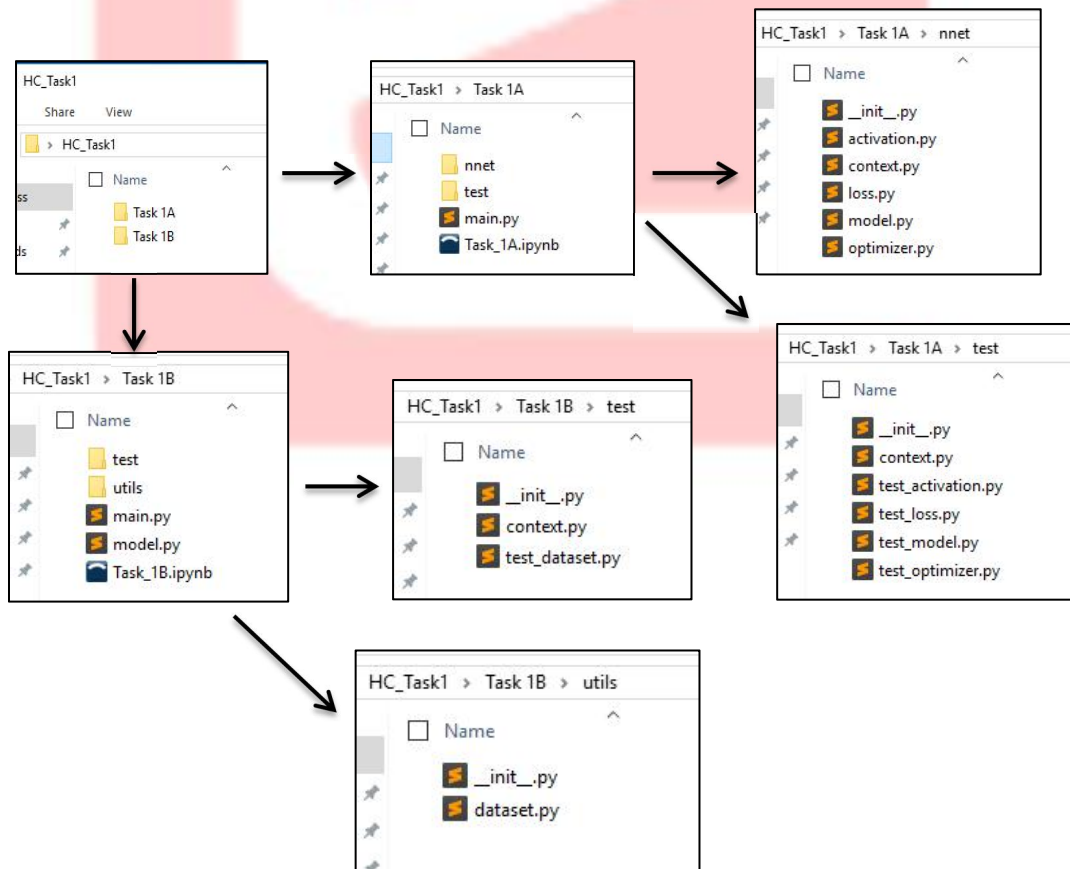 HC_Task1
Share View
> HC_Task1
Name
Task 1A
Task 1B
HC_Task1 > Task 1A
Name
nnet
test
main.py
Task_1A.ipynb
HC_Task1 > Task 1A > nnet
Name
__init__.py
activation.py
context.py
loss.py
model.py
optimizer.py
HC_Task1 > Task 1B
Name
test
utils
main.py
model.py
Task_1B.ipynb
HC_Task1 > Task 1B > test
Name
__init__.py
context.py
test_dataset.py
HC_Task1 > Task 1A > test
Name
__init__.py
context.py
test_activation.py
test_loss.py
test_model.py
test_optimizer.py
HC_Task1 > Task 1B > utils
Name
__init__.py
dataset.py